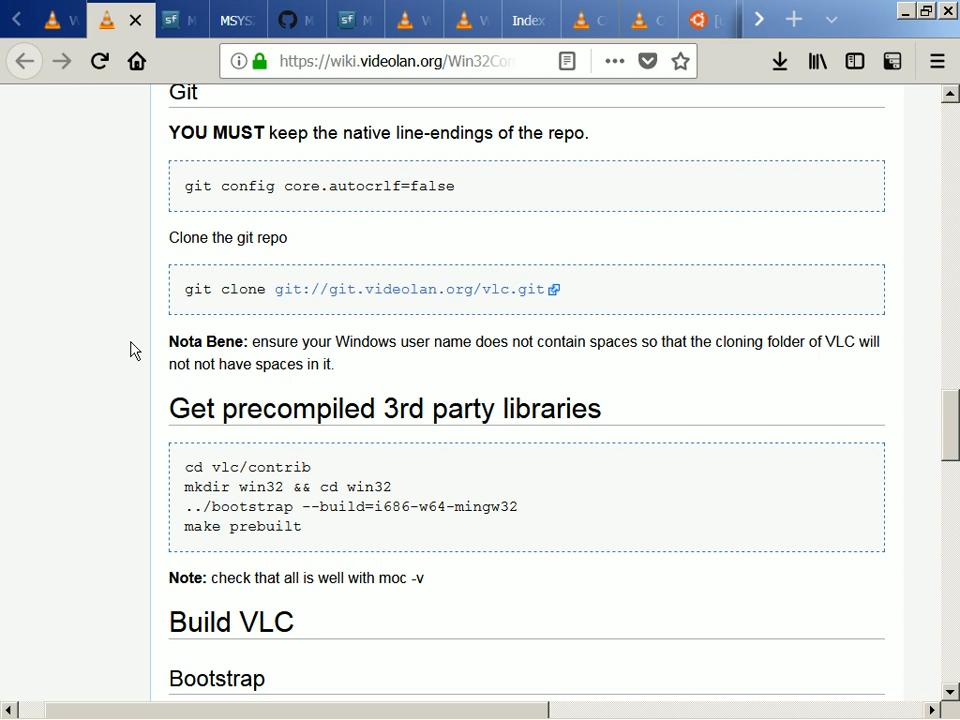 W
M
MSYS
M
M
W
W
Index
C
C
[u
https://wiki.videolan.org/Win32Con
Git
YOU MUST keep the native line-endings of the repo.
git config core.autocrlf=false
Clone the git repo
git clone git://git.videolan.org/vlc.git
Nota Bene: ensure your Windows user name does not contain spaces so that the cloning folder of VLC will
not not have spaces in it.
Get precompiled 3rd party libraries
cd vlc/contrib
mkdir win32 && cd win32
../bootstrap --build=i686-w64-mingw32
make prebuilt
Note: check that all is well with moc -v
Build VLC
Bootstrap